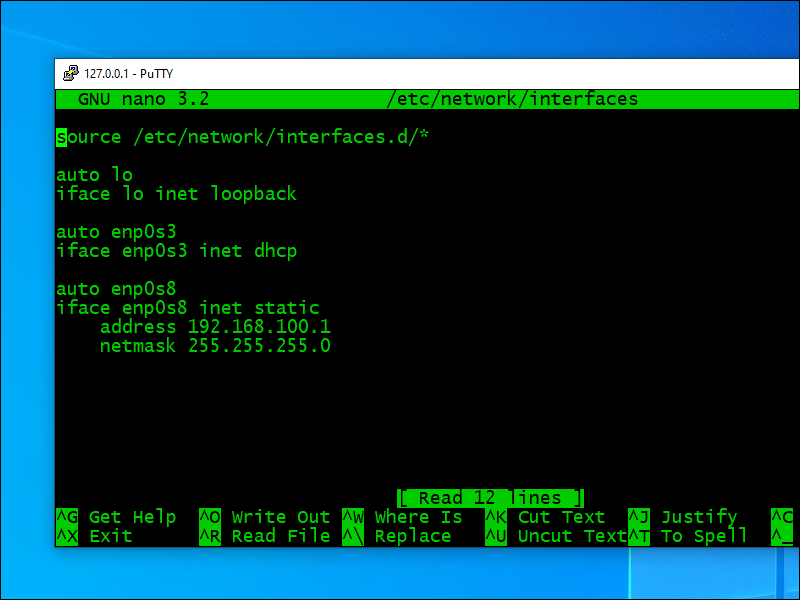 127.0.0.1 - PuTTY
GNU nano 3.2 /etc/network/interfaces
source /etc/network/interfaces.d/*
auto lo
iface lo inet loopback
auto enp0s3
iface enp0s3 inet dhcp
auto enp0s8
iface enp0s8 inet static
address 192.168.100.1
netmask 255.255.255.0
[ Read 12 lines ]
^G Get Help ^O Write Out ^W Where Is ^K Cut Text ^J Justify ^C
^X Exit ^R Read File ^\ Replace ^U Uncut Text ^T To Spell ^_